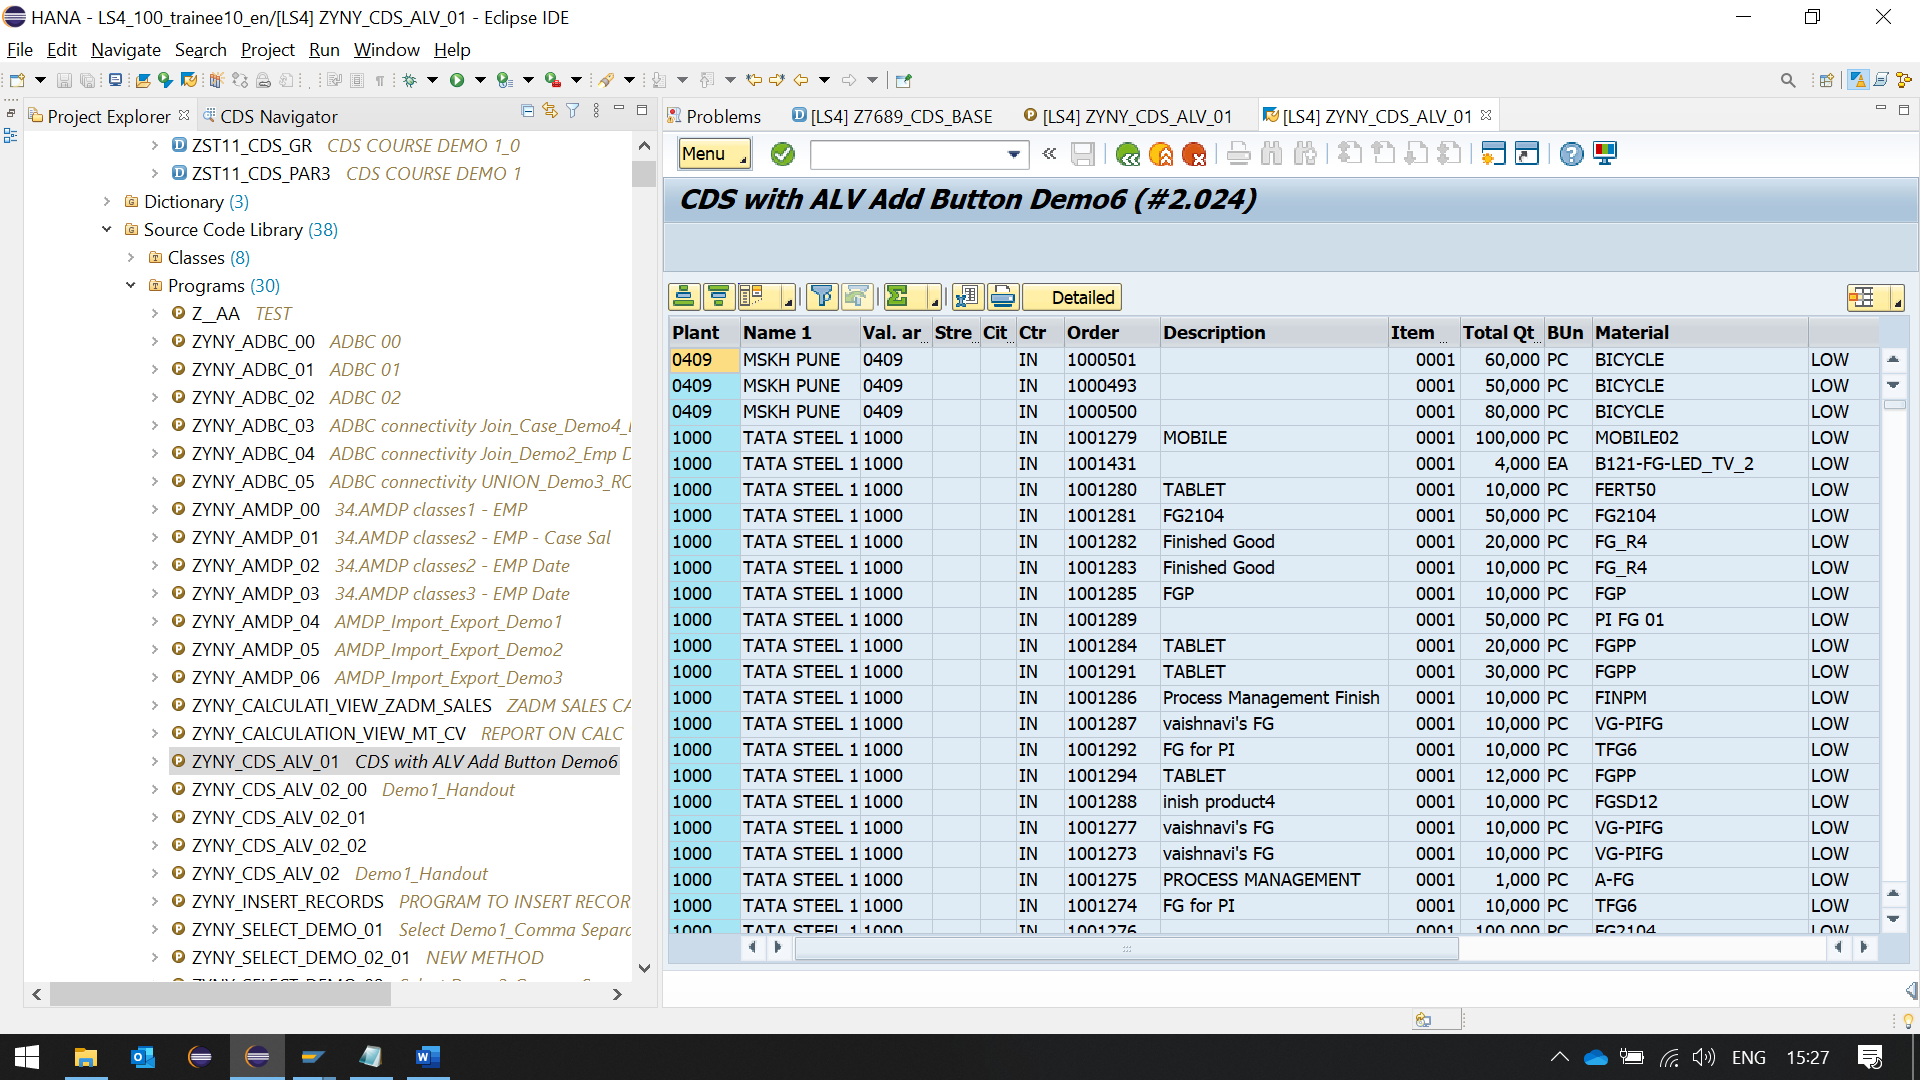 HANA - LS4_100_trainee10_en/[LS4] ZYNY_CDS_ALV_01 - Eclipse IDE
File Edit Navigate Search Project Run Window Help
Project Explorer CDS Navigator
ZST11_CDS_GR CDS COURSE DEMO 1_0
ZST11_CDS_PAR3 CDS COURSE DEMO 1
Dictionary (3)
Source Code Library (38)
Classes (8)
Programs (30)
Z__AA TEST
ZYNY_ADBC_00 ADBC 00
ZYNY_ADBC_01 ADBC 01
ZYNY_ADBC_02 ADBC 02
ZYNY_ADBC_03 ADBC connectivity Join_Case_Demo4_
ZYNY_ADBC_04 ADBC connectivity Join_Demo2_Emp D
ZYNY_ADBC_05 ADBC connectivity UNION_Demo3_RO
ZYNY_AMDP_00 34.AMDP classes1 - EMP
ZYNY_AMDP_01 34.AMDP classes2 - EMP - Case Sal
ZYNY_AMDP_02 34.AMDP classes2 - EMP Date
ZYNY_AMDP_03 34.AMDP classes3 - EMP Date
ZYNY_AMDP_04 AMDP_Import_Export_Demo1
ZYNY_AMDP_05 AMDP_Import_Export_Demo2
ZYNY_AMDP_06 AMDP_Import_Export_Demo3
ZYNY_CALCULATI_VIEW_ZADM_SALES ZADM SALES CA
ZYNY_CALCULATION_VIEW_MT_CV REPORT ON CALC
ZYNY_CDS_ALV_01 CDS with ALV Add Button Demo6
ZYNY_CDS_ALV_02_00 Demo1_Handout
ZYNY_CDS_ALV_02_01
ZYNY_CDS_ALV_02_02
ZYNY_CDS_ALV_02 Demo1_Handout
ZYNY_INSERT_RECORDS PROGRAM TO INSERT RECOR
ZYNY_SELECT_DEMO_01 Select Demo1_Comma Separa
ZYNY_SELECT_DEMO_02_01 NEW METHOD
Problems [LS4] Z7689_CDS_BASE [LS4] ZYNY_CDS_ALV_01 [LS4] ZYNY_CDS_ALV_01
Menu
CDS with ALV Add Button Demo6 (#2.024)
Detailed
Plant Name 1 Val. ar Stre Cit Ctr Order Description Item Total Qt BUn Material
0409 MSKH PUNE 0409 IN 1000501 0001 60,000 PC BICYCLE LOW
0409 MSKH PUNE 0409 IN 1000493 0001 50,000 PC BICYCLE LOW
0409 MSKH PUNE 0409 IN 1000500 0001 80,000 PC BICYCLE LOW
1000 TATA STEEL 1 1000 IN 1001279 MOBILE 0001 100,000 PC MOBILE02 LOW
1000 TATA STEEL 1 1000 IN 1001431 0001 4,000 EA B121-FG-LED_TV_2 LOW
1000 TATA STEEL 1 1000 IN 1001280 TABLET 0001 10,000 PC FERT50 LOW
1000 TATA STEEL 1 1000 IN 1001281 FG2104 0001 50,000 PC FG2104 LOW
1000 TATA STEEL 1 1000 IN 1001282 Finished Good 0001 20,000 PC FG_R4 LOW
1000 TATA STEEL 1 1000 IN 1001283 Finished Good 0001 10,000 PC FG_R4 LOW
1000 TATA STEEL 1 1000 IN 1001285 FGP 0001 10,000 PC FGP LOW
1000 TATA STEEL 1 1000 IN 1001289 0001 50,000 PC PI FG 01 LOW
1000 TATA STEEL 1 1000 IN 1001284 TABLET 0001 20,000 PC FGPP LOW
1000 TATA STEEL 1 1000 IN 1001291 TABLET 0001 30,000 PC FGPP LOW
1000 TATA STEEL 1 1000 IN 1001286 Process Management Finish 0001 10,000 PC FINPM LOW
1000 TATA STEEL 1 1000 IN 1001287 vaishnavi's FG 0001 10,000 PC VG-PIFG LOW
1000 TATA STEEL 1 1000 IN 1001292 FG for PI 0001 10,000 PC TFG6 LOW
1000 TATA STEEL 1 1000 IN 1001294 TABLET 0001 12,000 PC FGPP LOW
1000 TATA STEEL 1 1000 IN 1001288 inish product4 0001 10,000 PC FGSD12 LOW
1000 TATA STEEL 1 1000 IN 1001277 vaishnavi's FG 0001 10,000 PC VG-PIFG LOW
1000 TATA STEEL 1 1000 IN 1001273 vaishnavi's FG 0001 10,000 PC VG-PIFG LOW
1000 TATA STEEL 1 1000 IN 1001275 PROCESS MANAGEMENT 0001 1,000 PC A-FG LOW
1000 TATA STEEL 1 1000 IN 1001274 FG for PI 0001 10,000 PC TFG6 LOW
1000 TATA STEEL 1 1000 IN 1001276 0001 100,000 PC FG2104 LOW
ENG 15:27